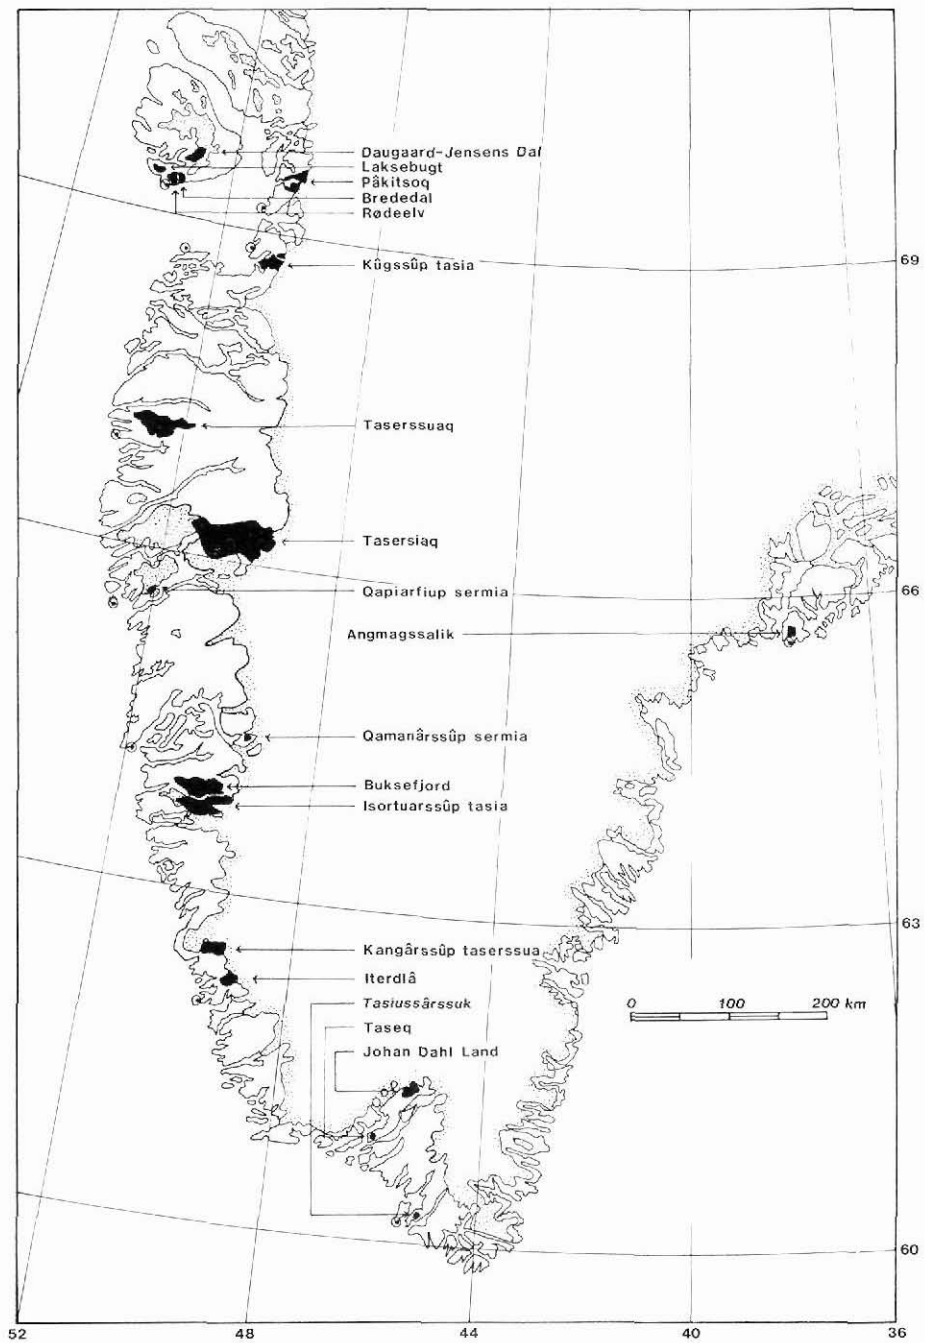 Daugaard-Jensens Dal
Laksebugt
Pâkitsoq
Brededal
Rødeelv
69
Kûgssûp tasia
Taserssuaq
Tasersiaq
Qapiarfiup sermia
66
Angmagssalik
Qamanârssûp sermia
Buksefjord
Isortuarssûp tasia
63
Kangârssûp taserssua
Iterdlâ
Tasiussârssuk
0 100 200 km
Taseq
Johan Dahl Land
60
52 48 44 40 36